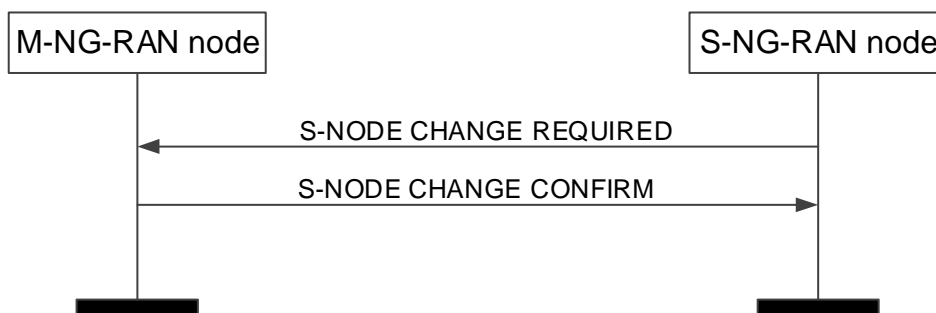 M-NG-RAN node
S-NG-RAN node
S-NODE CHANGE REQUIRED
S-NODE CHANGE CONFIRM